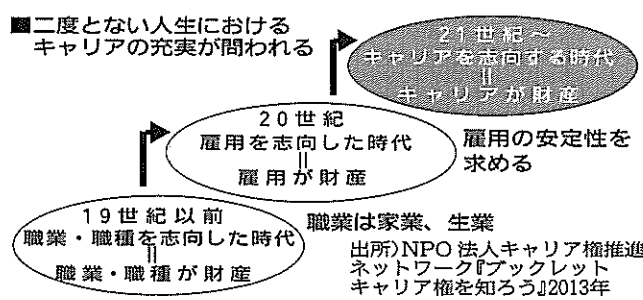 ■二度とない人生における
キャリアの充実が問われる
21世紀～
キャリアを志向する時代
||
キャリアが財産
20世紀
雇用を志向した時代
||
雇用が財産
雇用の安定性を
求める
19世紀以前
職業・職種を志向した時代
||
職業・職種が財産
職業は家業、生業
出所)NPO法人キャリア権推進
ネットワーク『ブックレット
キャリア権を知ろう』2013年